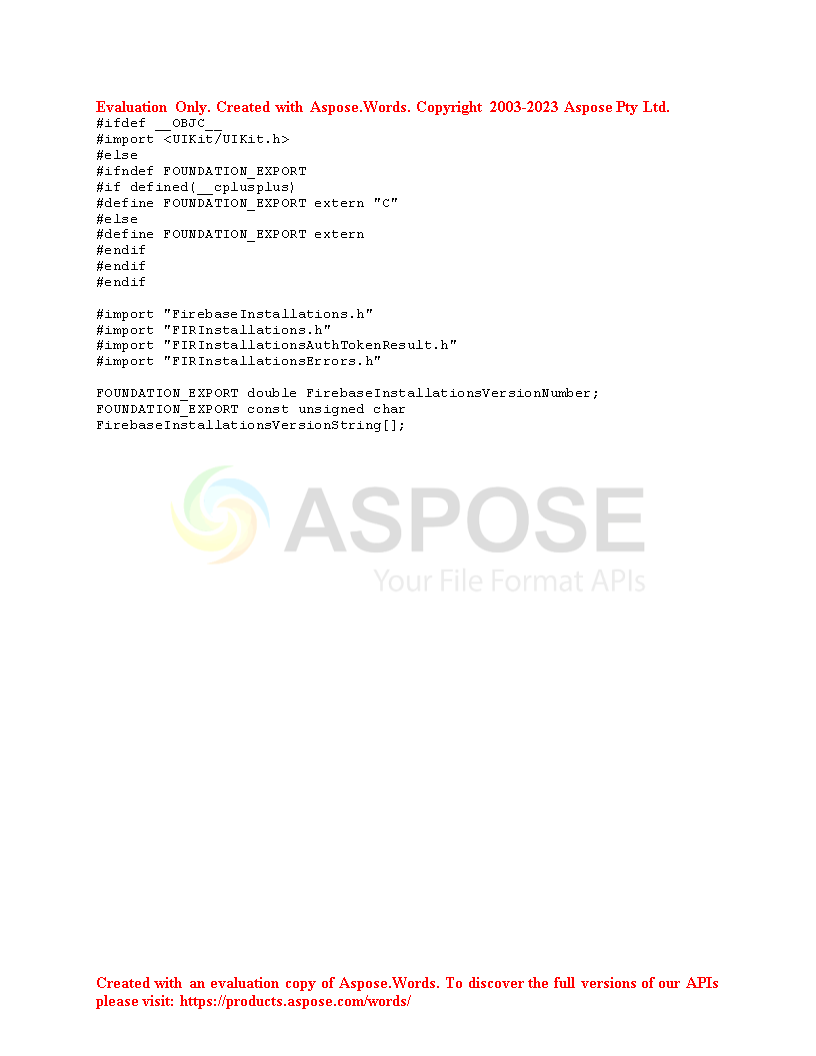 Evaluation Only. Created with Aspose.Words. Copyright 2003-2023 Aspose Pty Ltd.
#ifdef __OBJC__
#import <UIKit/UIKit.h>
#else
#ifndef FOUNDATION_EXPORT
#if defined(__cplusplus)
#define FOUNDATION_EXPORT extern "C"
#else
#define FOUNDATION_EXPORT extern
#endif
#endif
#endif

#import "FirebaseInstallations.h"
#import "FIRInstallations.h"
#import "FIRInstallationsAuthTokenResult.h"
#import "FIRInstallationsErrors.h"

FOUNDATION_EXPORT double FirebaseInstallationsVersionNumber;
FOUNDATION_EXPORT const unsigned char
FirebaseInstallationsVersionString[];

ASPOSE
Your File Format APIs

Created with an evaluation copy of Aspose.Words. To discover the full versions of our APIs
please visit: https://products.aspose.com/words/